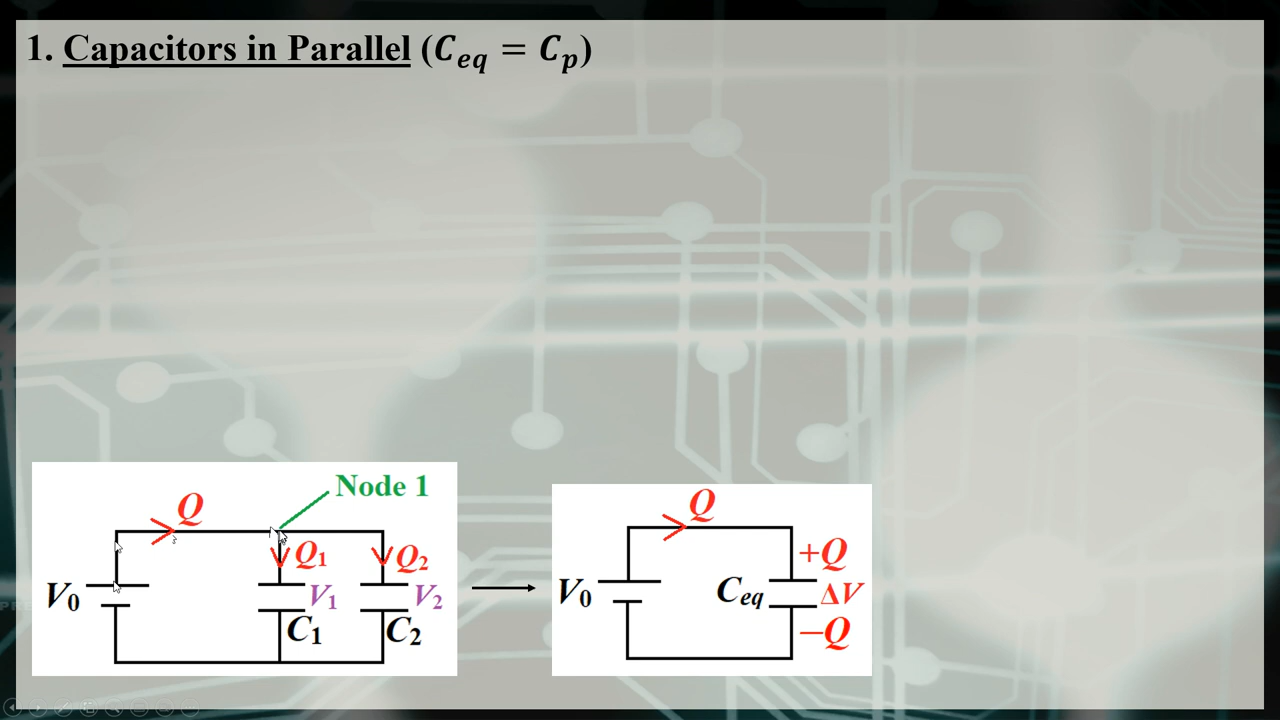 1. Capacitors in Parallel (C_eq = C_p)
Node 1
Q
Q₁
Q₂
V₀
V₁
V₂
C₁
C₂
Q
V₀
C_eq
+Q
ΔV
−Q